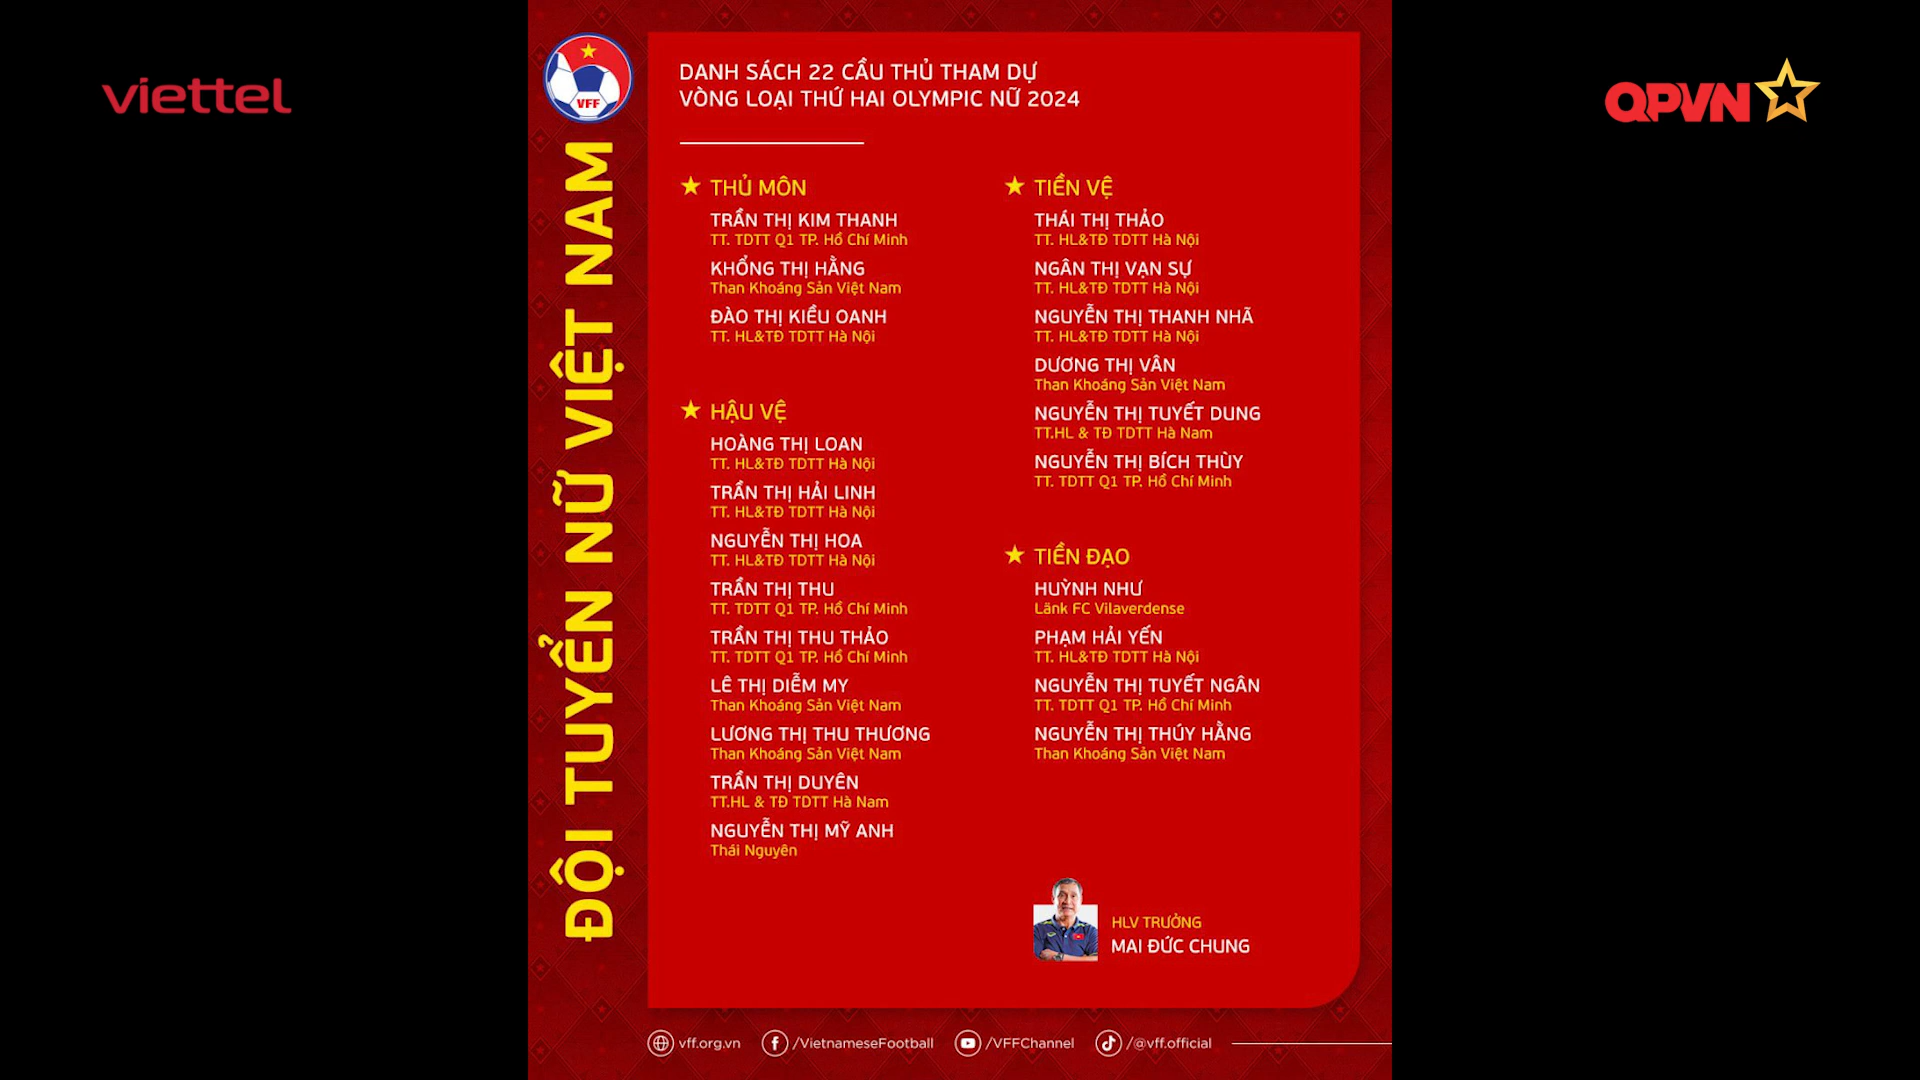 viettel
QPVN
VFF
ĐỘI TUYỂN NỮ VIỆT NAM
DANH SÁCH 22 CẦU THỦ THAM DỰ
VÒNG LOẠI THỨ HAI OLYMPIC NỮ 2024
THỦ MÔN
TRẦN THỊ KIM THANH
TT. TDTT Q1 TP. Hồ Chí Minh
KHỔNG THỊ HẰNG
Than Khoáng Sản Việt Nam
ĐÀO THỊ KIỀU OANH
TT. HL&TĐ TDTT Hà Nội
HẬU VỆ
HOÀNG THỊ LOAN
TT. HL&TĐ TDTT Hà Nội
TRẦN THỊ HẢI LINH
TT. HL&TĐ TDTT Hà Nội
NGUYỄN THỊ HOA
TT. HL&TĐ TDTT Hà Nội
TRẦN THỊ THU
TT. TDTT Q1 TP. Hồ Chí Minh
TRẦN THỊ THU THẢO
TT. TDTT Q1 TP. Hồ Chí Minh
LÊ THỊ DIỄM MY
Than Khoáng Sản Việt Nam
LƯƠNG THỊ THU THƯƠNG
Than Khoáng Sản Việt Nam
TRẦN THỊ DUYÊN
TT.HL & TĐ TDTT Hà Nam
NGUYỄN THỊ MỸ ANH
Thái Nguyên
TIỀN VỆ
THÁI THỊ THẢO
TT. HL&TĐ TDTT Hà Nội
NGÂN THỊ VẠN SỰ
TT. HL&TĐ TDTT Hà Nội
NGUYỄN THỊ THANH NHÃ
TT. HL&TĐ TDTT Hà Nội
DƯƠNG THỊ VÂN
Than Khoáng Sản Việt Nam
NGUYỄN THỊ TUYẾT DUNG
TT.HL & TĐ TDTT Hà Nam
NGUYỄN THỊ BÍCH THÙY
TT. TDTT Q1 TP. Hồ Chí Minh
TIỀN ĐẠO
HUỲNH NHƯ
Länk FC Vilaverdense
PHẠM HẢI YẾN
TT. HL&TĐ TDTT Hà Nội
NGUYỄN THỊ TUYẾT NGÂN
TT. TDTT Q1 TP. Hồ Chí Minh
NGUYỄN THỊ THÚY HẰNG
Than Khoáng Sản Việt Nam
HLV TRƯỞNG
MAI ĐỨC CHUNG
vff.org.vn /VietnameseFootball /VFFChannel /@vff.official